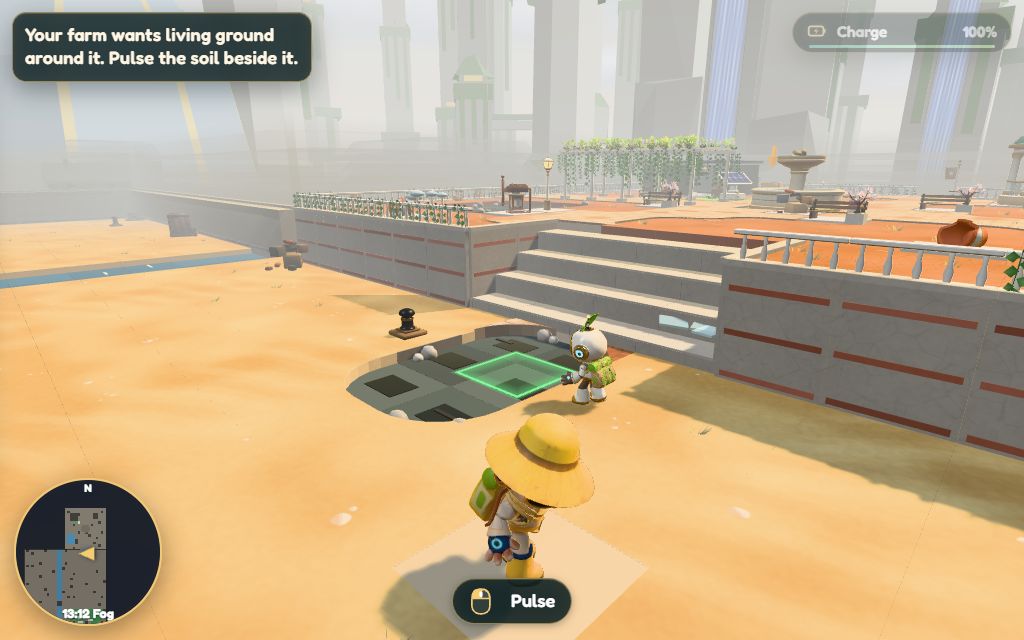 Your farm wants living ground
around it. Pulse the soil beside it.
Charge 100%
N
13:12 Fog
Pulse